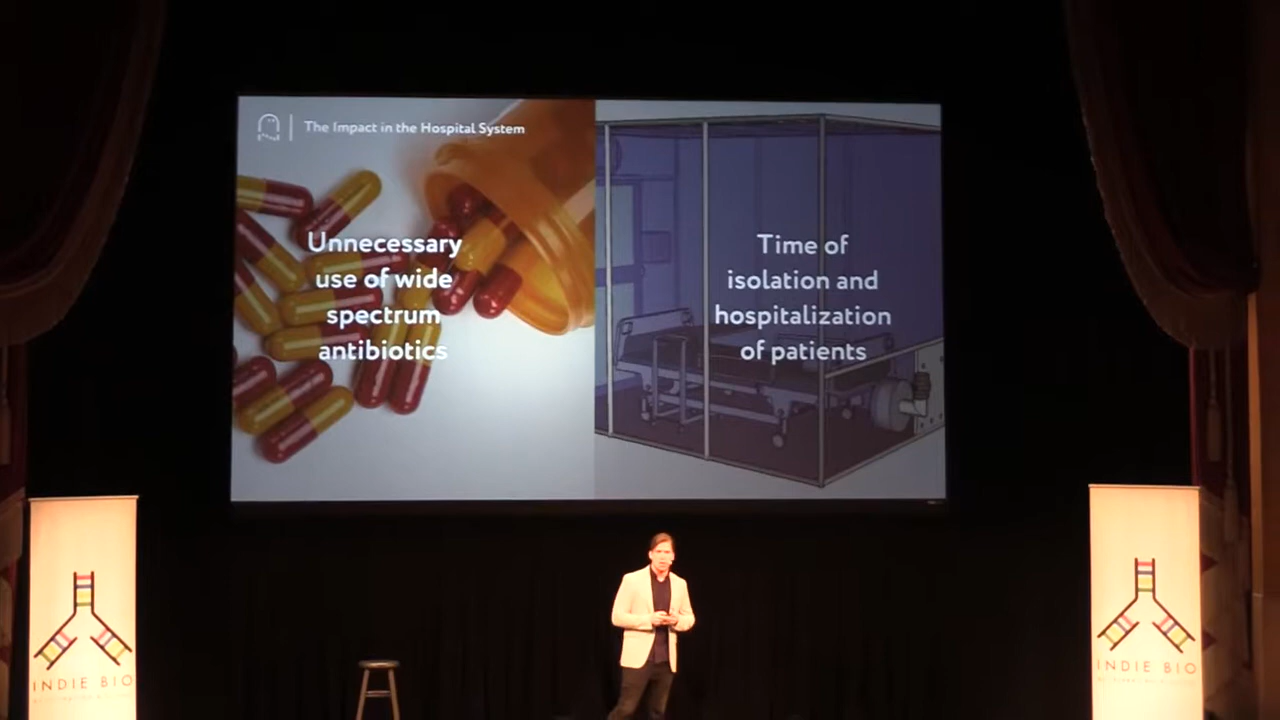 The Impact in the Hospital System
Unnecessary
use of wide
spectrum
antibiotics
Time of
isolation and
hospitalization
of patients
INDIE BIO
INDIE BIO